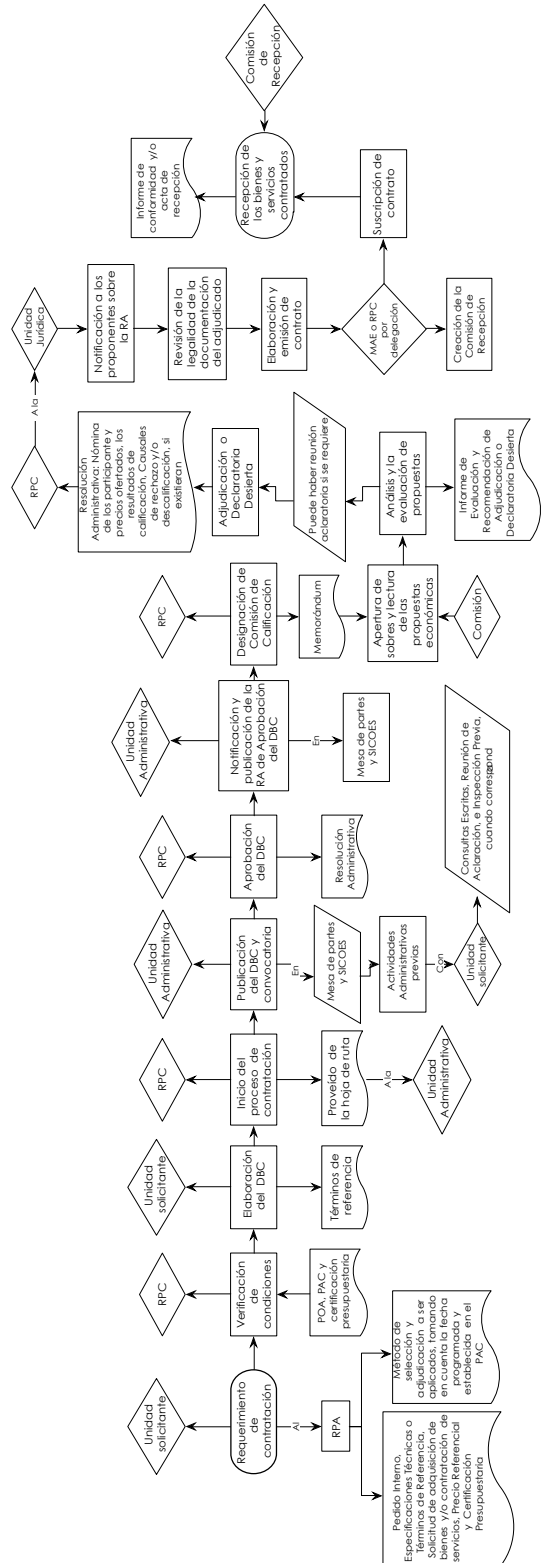 Unidad
solicitante
Requerimiento
de
contratación
Al
RPA
Pedido Interno,
Especificaciones Técnicas o
Términos de Referencia,
Solicitud de adquisición de
bienes y/o contratación de
servicios, Precio Referencial
y Certificación
Presupuestaria
Método de
selección y
adjudicación a ser
aplicados, tomando
en cuenta la fecha
programada y
establecida en el
PAC
RPC
Verificación
de
condiciones
POA, PAC y
certificación
presupuestaria
Unidad
solicitante
Elaboración
del DBC
Términos de
referencia
RPC
Inicio del
proceso de
contratación
Proveído de
la hoja de ruta
A la
Unidad
Administrativa
Unidad
Administrativa
Publicación
del DBC y
convocatoria
En
Mesa de partes
y SICOES
Actividades
Administrativas
previas
Con
Unidad
solicitante
Consultas Escritas, Reunión de
Aclaración, e Inspección Previa,
cuando correspond
RPC
Aprobación
del DBC
Resolución
Administrativa
Unidad
Administrativa
Notificación y
publicación de la
RA de Aprobación
del DBC
En
Mesa de partes
y SICOES
RPC
Designación de
Comisión de
Calificación
Memorándum
Apertura de
sobres y lectura
de las
propuestas
económicas
Comisión
Análisis y la
evaluación de
propuestas
Informe de
Evaluación y
Recomendación de
Adjudicación o
Declaratoria Desierta
Puede haber reunión
aclaratoria si se requiere
Adjudicación o
Declaratoria
Desierta
Resolución
Administrativa: Nómina
de los participante y
precios ofertados, los
resultados de
calificación, Causales
de rechazo y/o
descalificación, si
existieran
RPC
A la
Unidad
Jurídica
Notificación a los
proponentes sobre
la RA
Revisión de la
legalidad de la
documentación
del adjudicado
Elaboración y
emisión de
contrato
MAE o RPC
por
delegación
Creación de la
Comisión de
Recepción
Suscripción de
contrato
Recepción de
los bienes y
servicios
contratados
Informe de
conformidad y/o
acta de
recepción
Comisión
de
Recepción